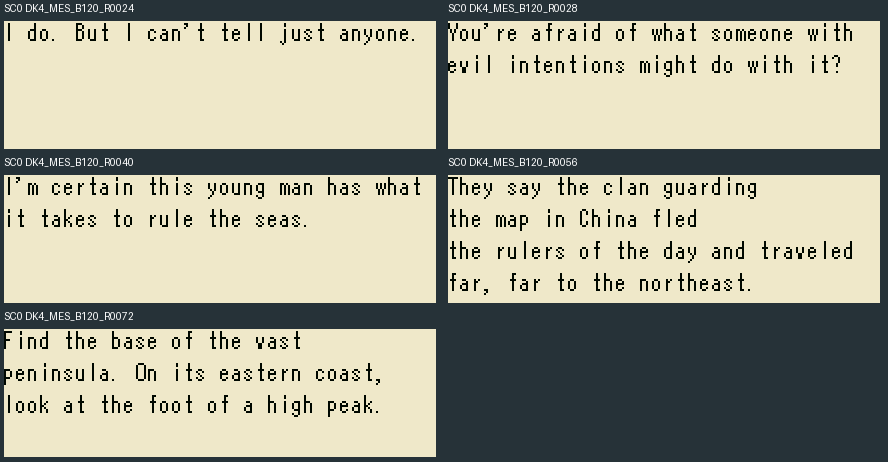 SC0 DK4_MES_B120_R0024
I do. But I can't tell just anyone.
SC0 DK4_MES_B120_R0028
You're afraid of what someone with
evil intentions might do with it?
SC0 DK4_MES_B120_R0040
I'm certain this young man has what
it takes to rule the seas.
SC0 DK4_MES_B120_R0056
They say the clan guarding
the map in China fled
the rulers of the day and traveled
far, far to the northeast.
SC0 DK4_MES_B120_R0072
Find the base of the vast
peninsula. On its eastern coast,
look at the foot of a high peak.